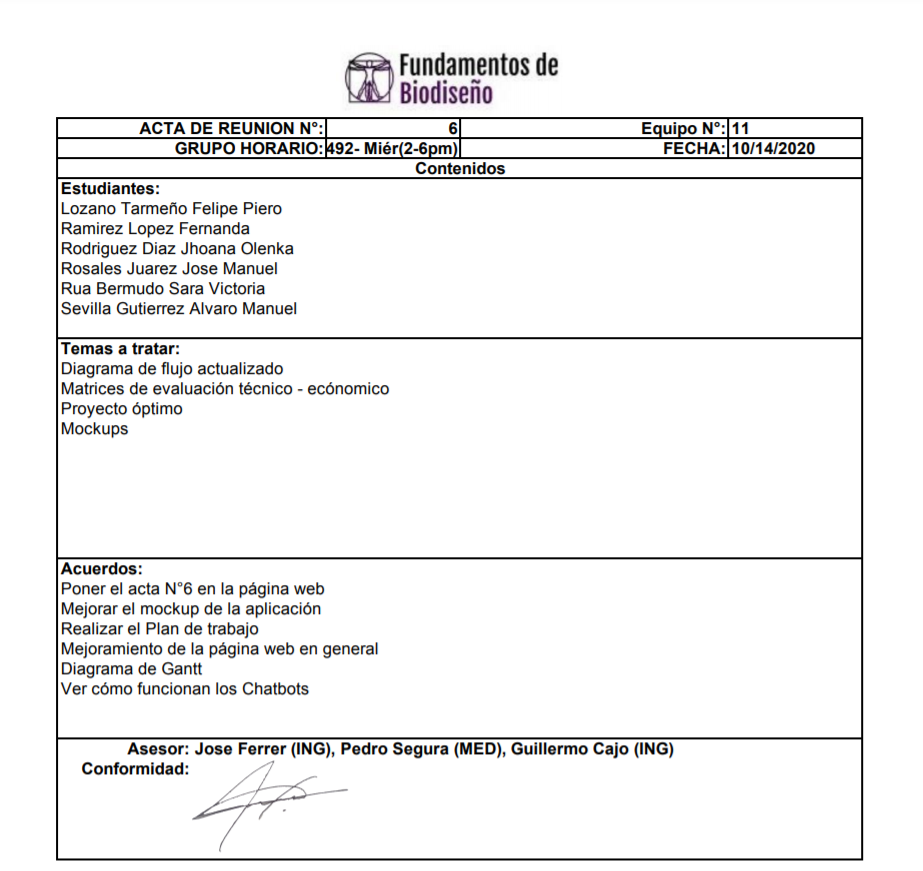 Fundamentos de
Biodiseño
ACTA DE REUNION N°: 6 Equipo N°: 11
GRUPO HORARIO: 492- Miér(2-6pm) FECHA: 10/14/2020
Contenidos
Estudiantes:
Lozano Tarmeño Felipe Piero
Ramirez Lopez Fernanda
Rodriguez Diaz Jhoana Olenka
Rosales Juarez Jose Manuel
Rua Bermudo Sara Victoria
Sevilla Gutierrez Alvaro Manuel
Temas a tratar:
Diagrama de flujo actualizado
Matrices de evaluación técnico - ecónomico
Proyecto óptimo
Mockups
Acuerdos:
Poner el acta N°6 en la página web
Mejorar el mockup de la aplicación
Realizar el Plan de trabajo
Mejoramiento de la página web en general
Diagrama de Gantt
Ver cómo funcionan los Chatbots
Asesor: Jose Ferrer (ING), Pedro Segura (MED), Guillermo Cajo (ING)
Conformidad: